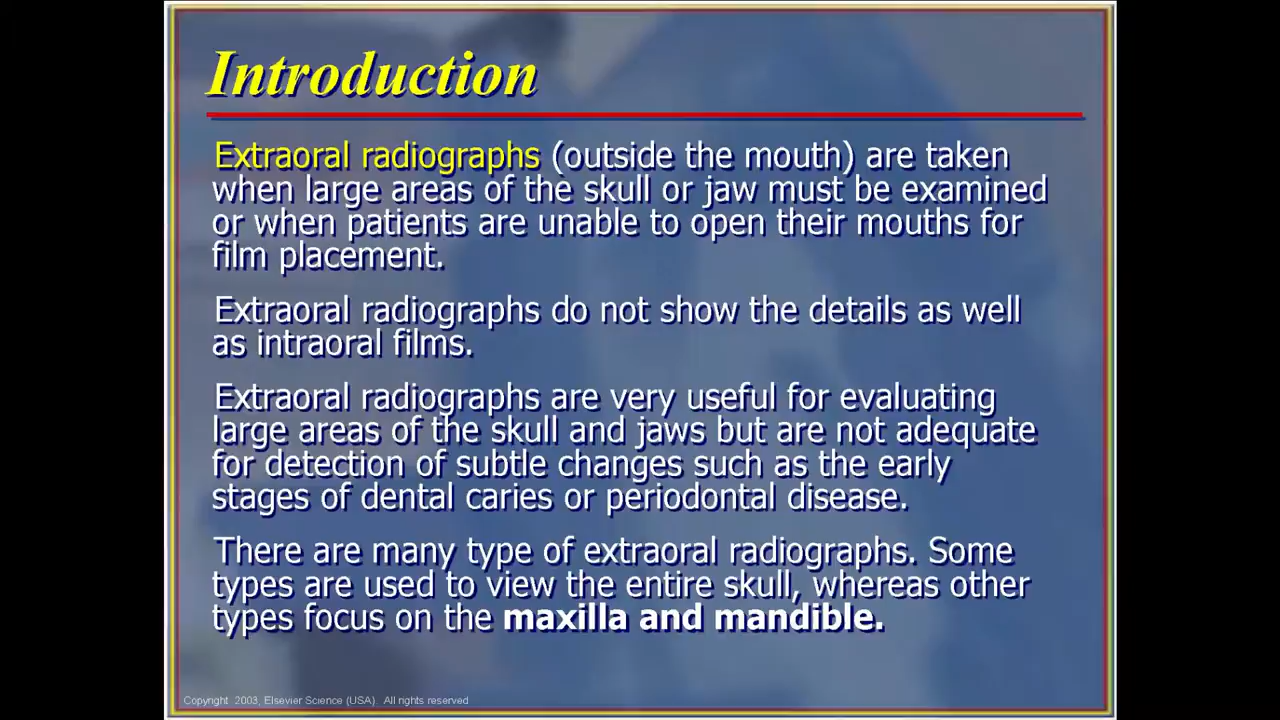 Introduction
Extraoral radiographs (outside the mouth) are taken
when large areas of the skull or jaw must be examined
or when patients are unable to open their mouths for
film placement.
Extraoral radiographs do not show the details as well
as intraoral films.
Extraoral radiographs are very useful for evaluating
large areas of the skull and jaws but are not adequate
for detection of subtle changes such as the early
stages of dental caries or periodontal disease.
There are many type of extraoral radiographs. Some
types are used to view the entire skull, whereas other
types focus on the maxilla and mandible.
Copyright 2003, Elsevier Science (USA). All rights reserved